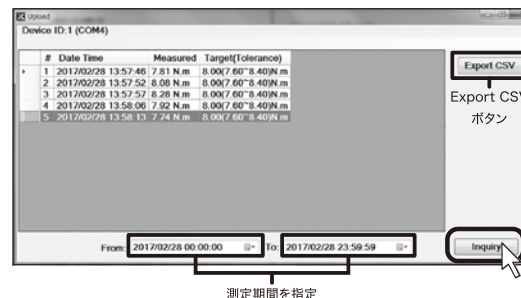 Upload
Device ID:1 (COM4)
# Date Time Measured Target(Tolerance)
1 2017/02/28 13:57:46 7.81 N.m 8.00(7.60~8.40)N.m
2 2017/02/28 13:57:52 8.08 N.m 8.00(7.60~8.40)N.m
3 2017/02/28 13:57:57 8.28 N.m 8.00(7.60~8.40)N.m
4 2017/02/28 13:58:06 7.92 N.m 8.00(7.60~8.40)N.m
5 2017/02/28 13:58:13 7.74 N.m 8.00(7.60~8.40)N.m
Export CSV
Export CSV
ボタン
From: 2017/02/28 00:00:00 To: 2017/02/28 23:59:59
Inquiry
測定期間を指定